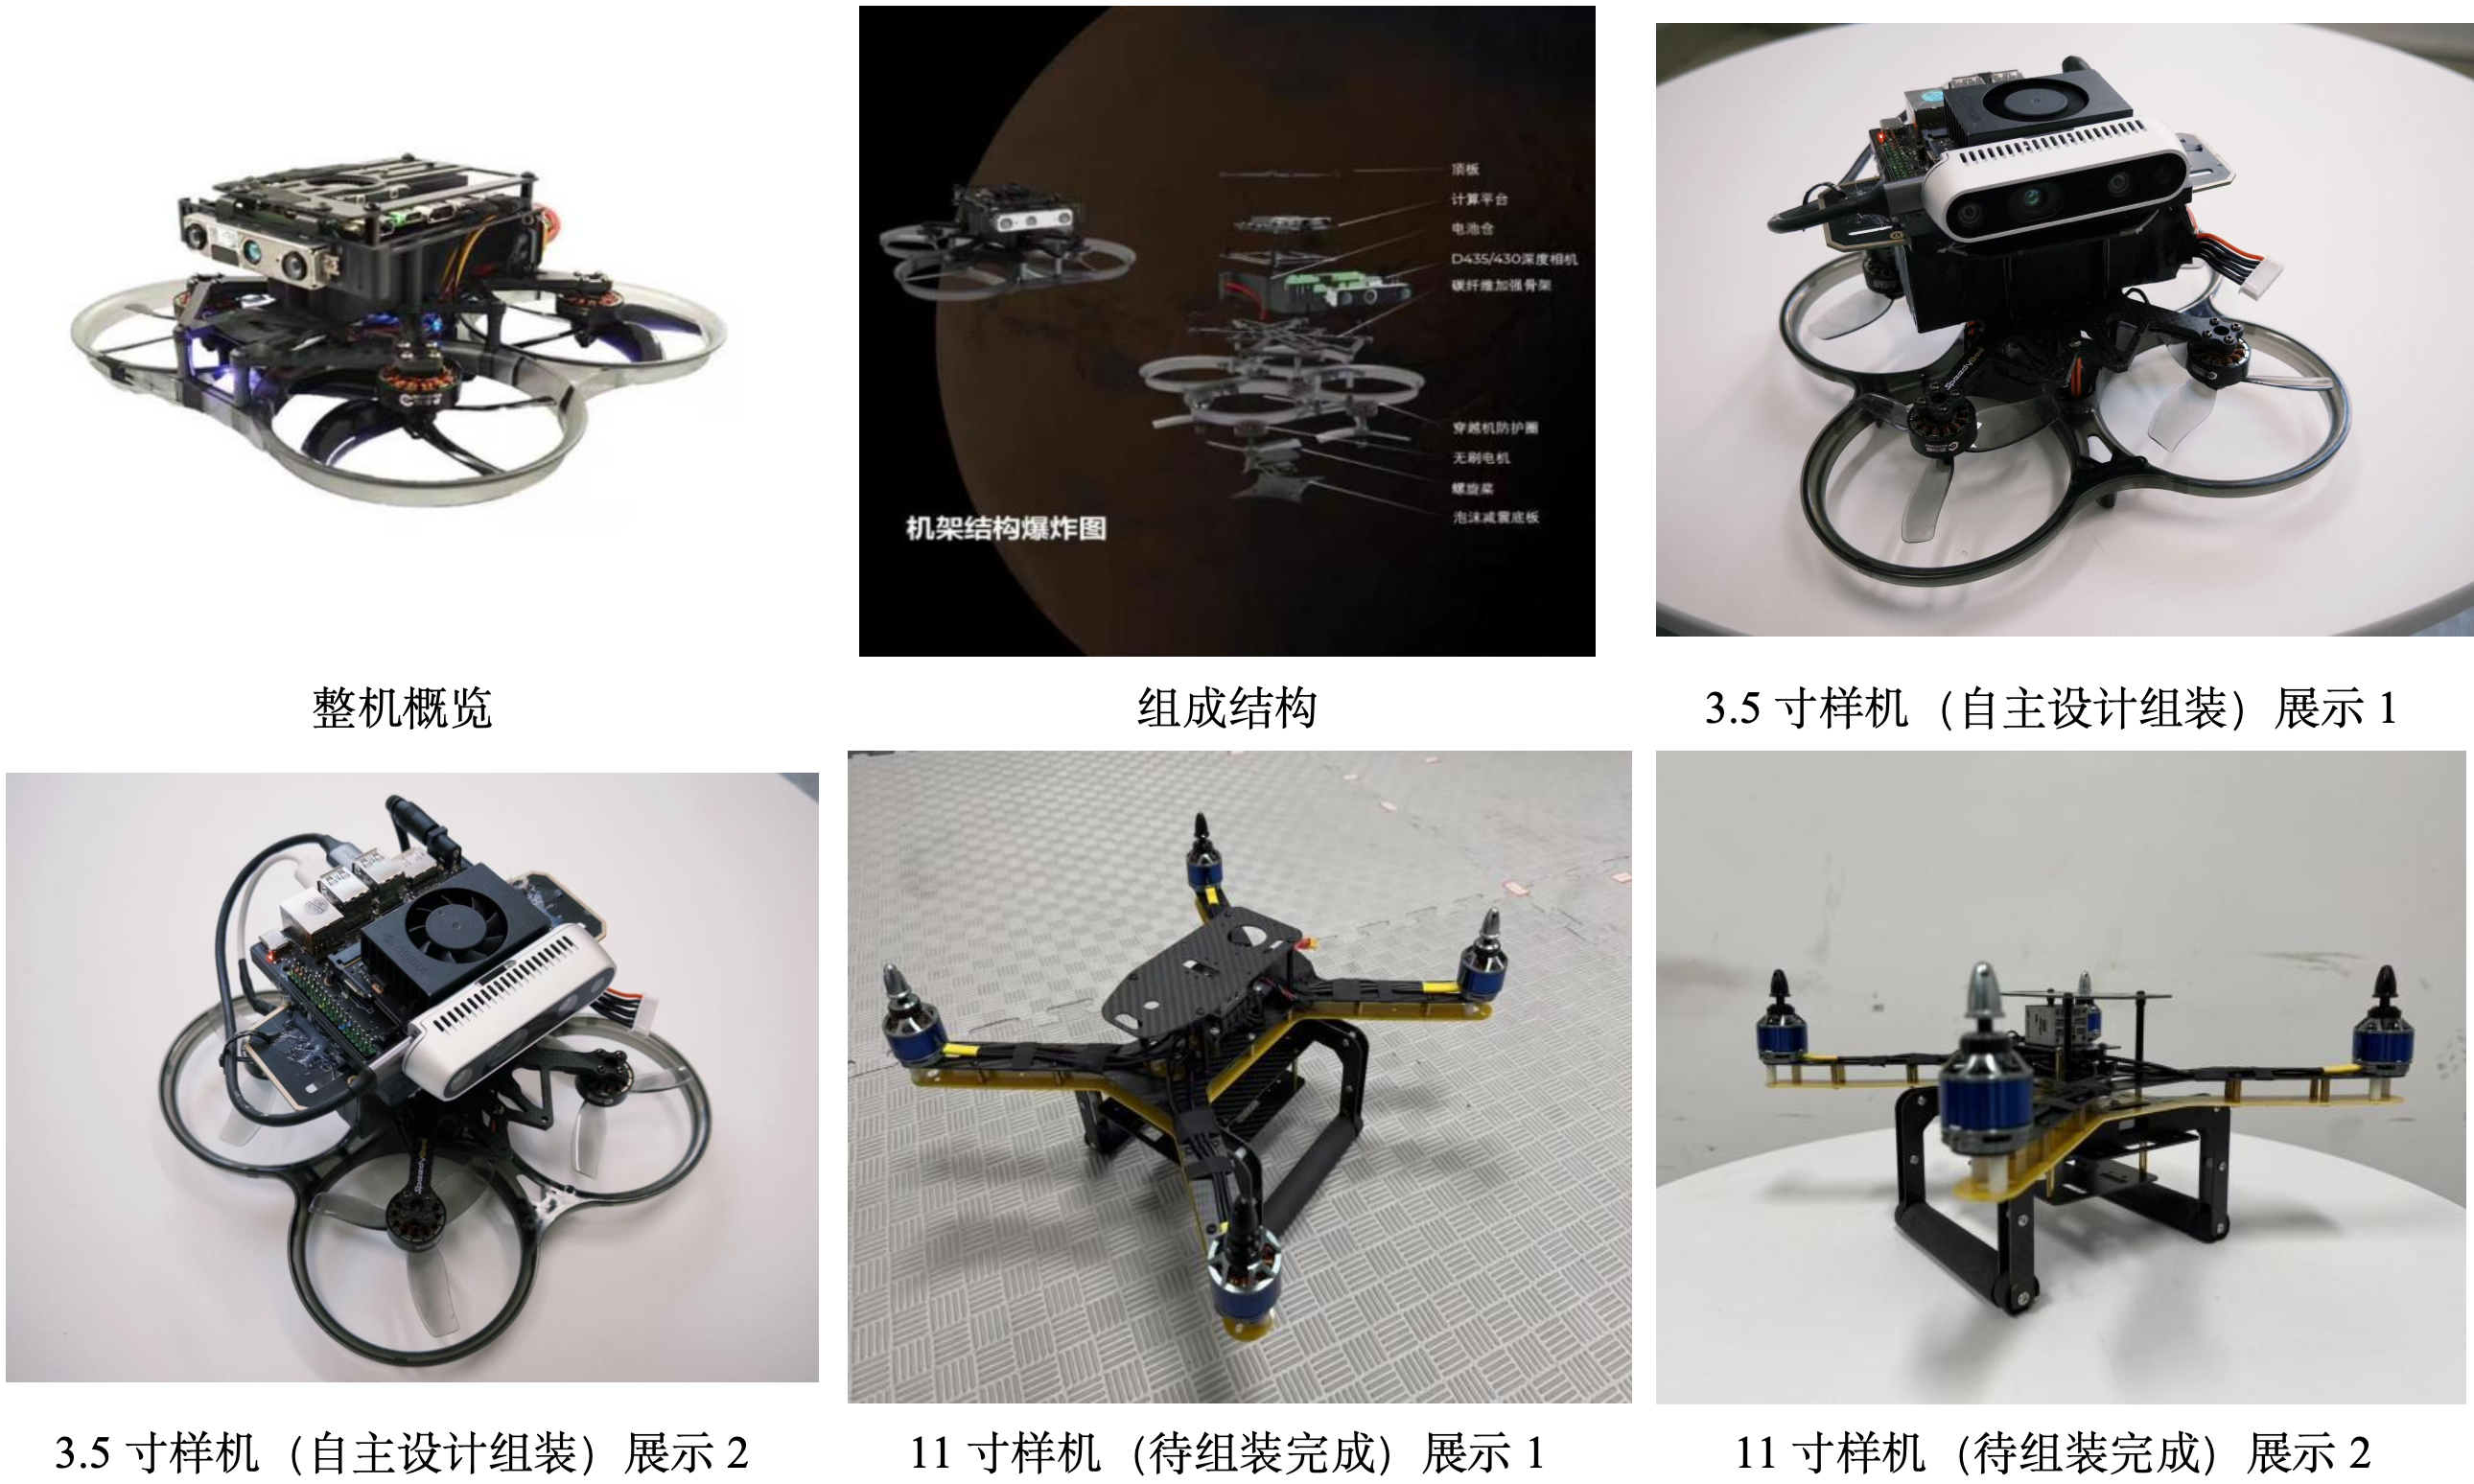 顶板
计算平台
电池仓
D435/430深度相机
碳纤维加强骨架
穿越机防护圈
无刷电机
螺旋桨
泡沫减震底板
机架结构爆炸图
整机概览
组成结构
3.5 寸样机（自主设计组装）展示 1
SpeedyBee
3.5 寸样机（自主设计组装）展示 2
11 寸样机（待组装完成）展示 1
11 寸样机（待组装完成）展示 2